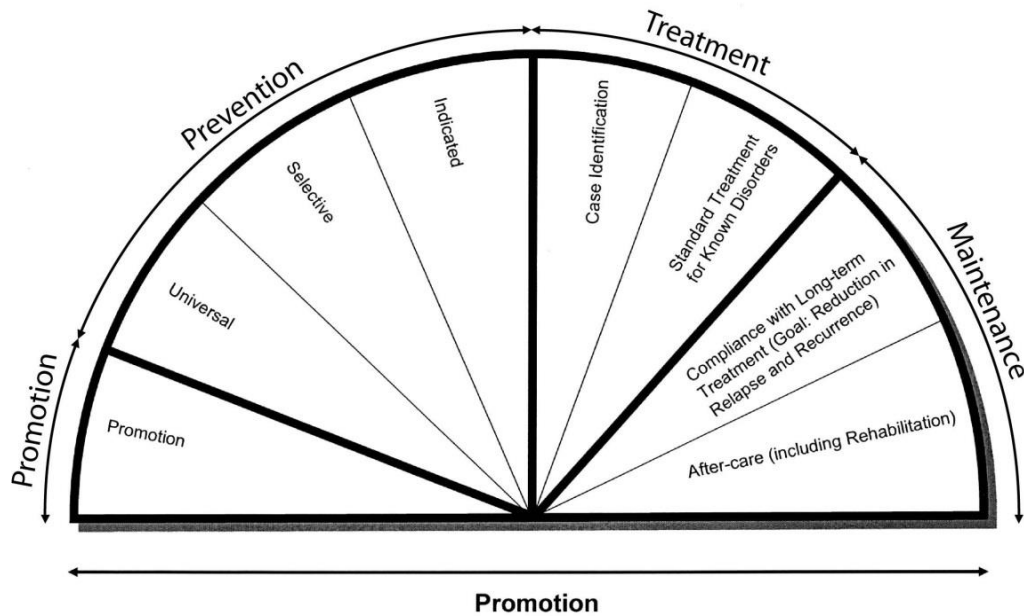 Promotion
Prevention
Treatment
Maintenance
Promotion
Universal
Selective
Indicated
Case Identification
Standard Treatment
for Known Disorders
Compliance with Long-term
Treatment (Goal: Reduction in
Relapse and Recurrence)
After-care (including Rehabilitation)
Promotion